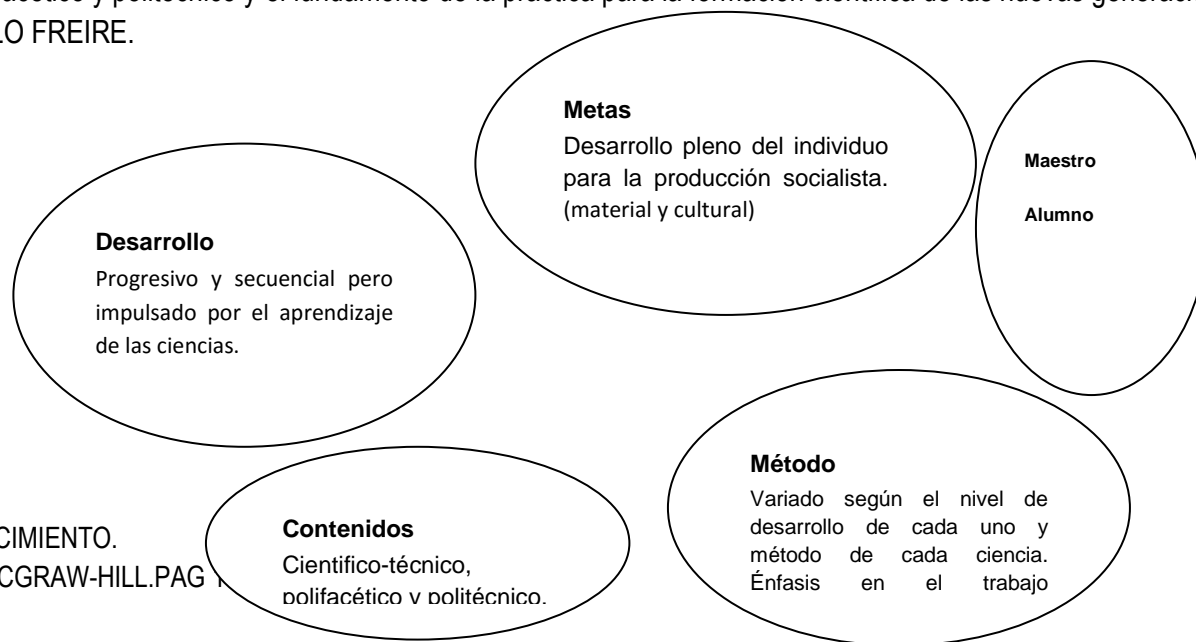 y politécnico y el fundamento de la práctica para la formación científica de las nuevas
FREIRE.
Metas
Desarrollo pleno del individuo
para la producción socialista.
(material y cultural)
Maestro
Alumno
Desarrollo
Progresivo y secuencial pero
impulsado por el aprendizaje
de las ciencias.
Método
Variado según el nivel de
desarrollo de cada uno y
método de cada ciencia.
Énfasis en el trabajo
Contenidos
Cientifico-técnico,
polifacético y politécnico.
CIMIENTO.
CGRAW-HILL.PAG